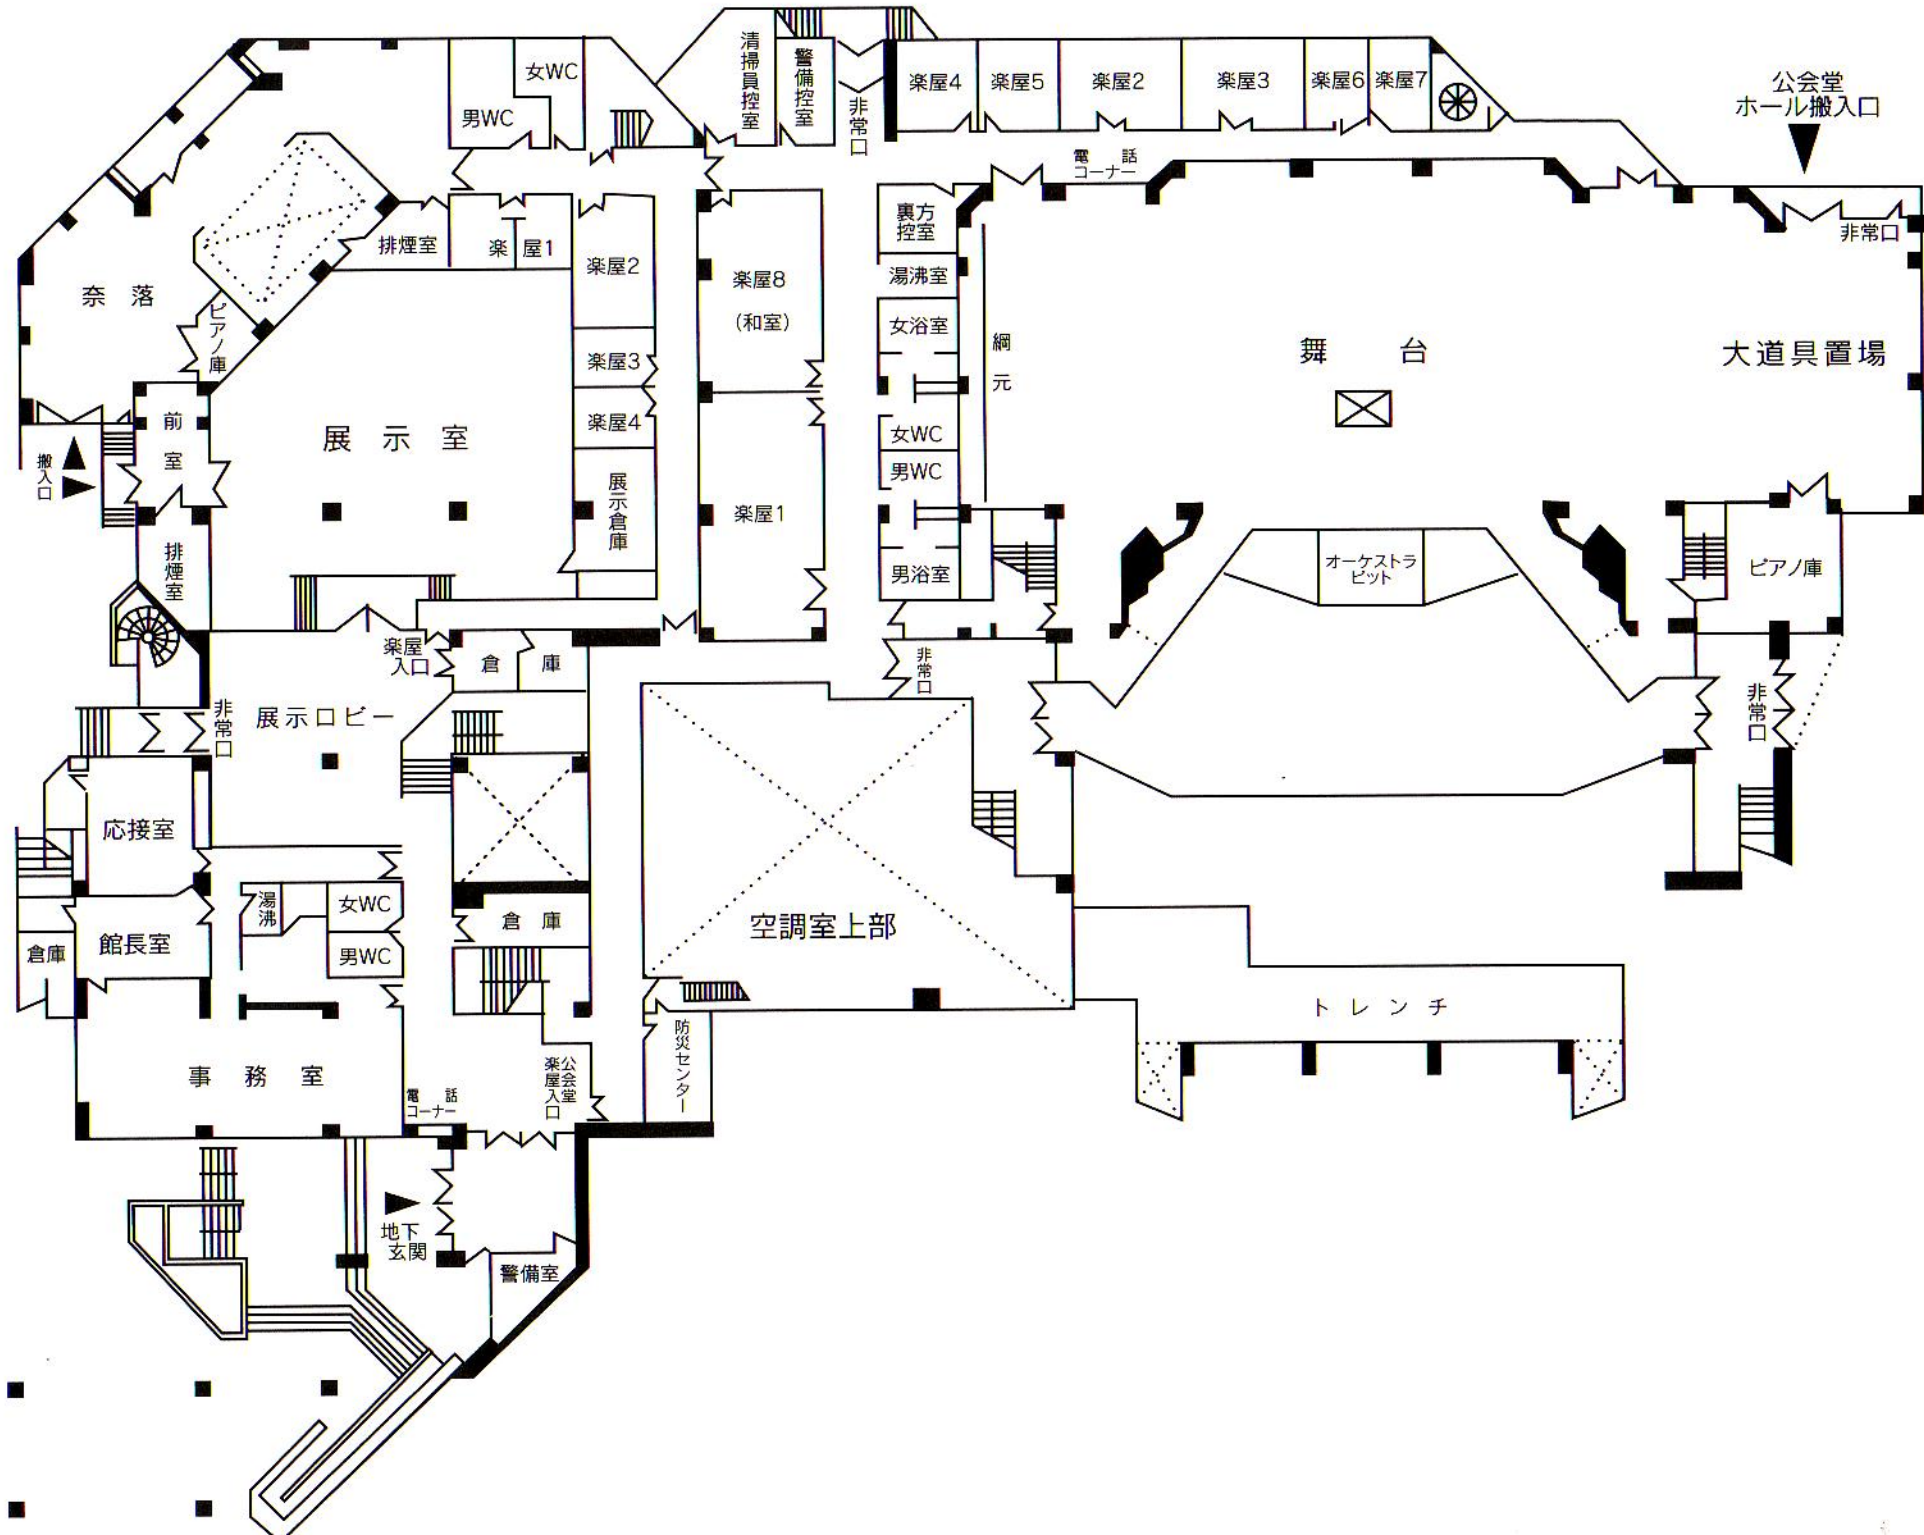 清掃員控室
警備控室
非常口
女WC
男WC
楽屋4
楽屋5
楽屋2
楽屋3
楽屋6
楽屋7
公会堂
ホール搬入口
電話
コーナー
非常口
裏方
控室
湯沸室
女浴室
綱元
女WC
男WC
男浴室
舞台
大道具置場
オーケストラ
ピット
ピアノ庫
非常口
奈落
ピアノ庫
排煙室
楽屋1
楽屋2
楽屋3
楽屋4
展示倉庫
展示室
楽屋8
(和室)
楽屋1
前室
搬入口
排煙室
楽屋
入口
倉庫
非常口
展示ロビー
非常口
応接室
湯沸
女WC
男WC
館長室
倉庫
倉庫
空調室上部
トレンチ
防災センター
事務室
電話
コーナー
公会堂
楽屋入口
地下
玄関
警備室